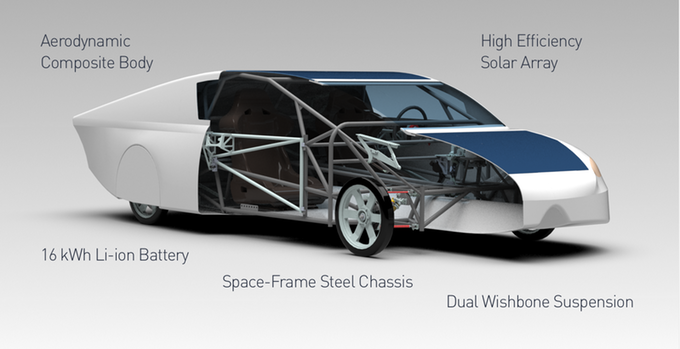 Aerodynamic
Composite Body
High Efficiency
Solar Array
16 kWh Li-ion Battery
Space-Frame Steel Chassis
Dual Wishbone Suspension